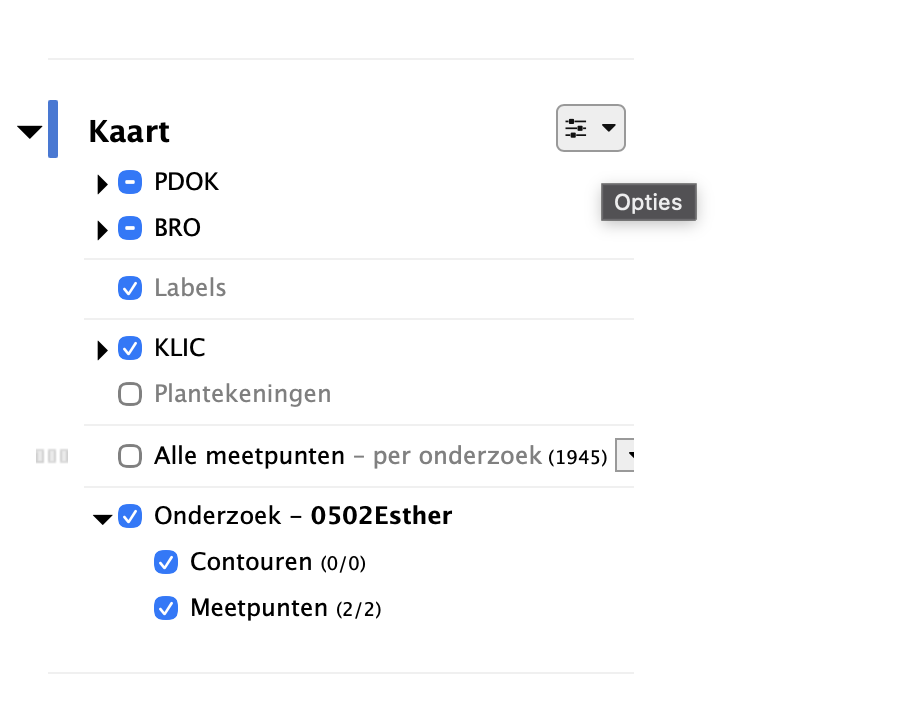 Kaart
Opties
PDOK
BRO
Labels
KLIC
Plantekeningen
Alle meetpunten – per onderzoek (1945)
Onderzoek – 0502Esther
Contouren (0/0)
Meetpunten (2/2)